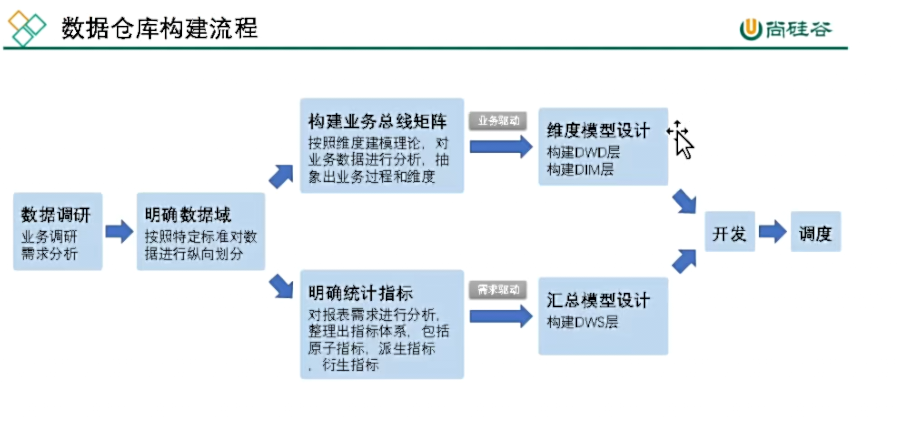 数据仓库构建流程
尚硅谷
数据调研
业务调研
需求分析
明确数据域
按照特定标准对数
据进行纵向划分
构建业务总线矩阵
按照维度建模理论，对
业务数据进行分析，抽
象出业务过程和维度
业务驱动
维度模型设计
构建DWD层
构建DIM层
明确统计指标
对报表需求进行分析，
整理出指标体系，包括
原子指标，派生指标
，衍生指标
需求驱动
汇总模型设计
构建DWS层
开发
调度